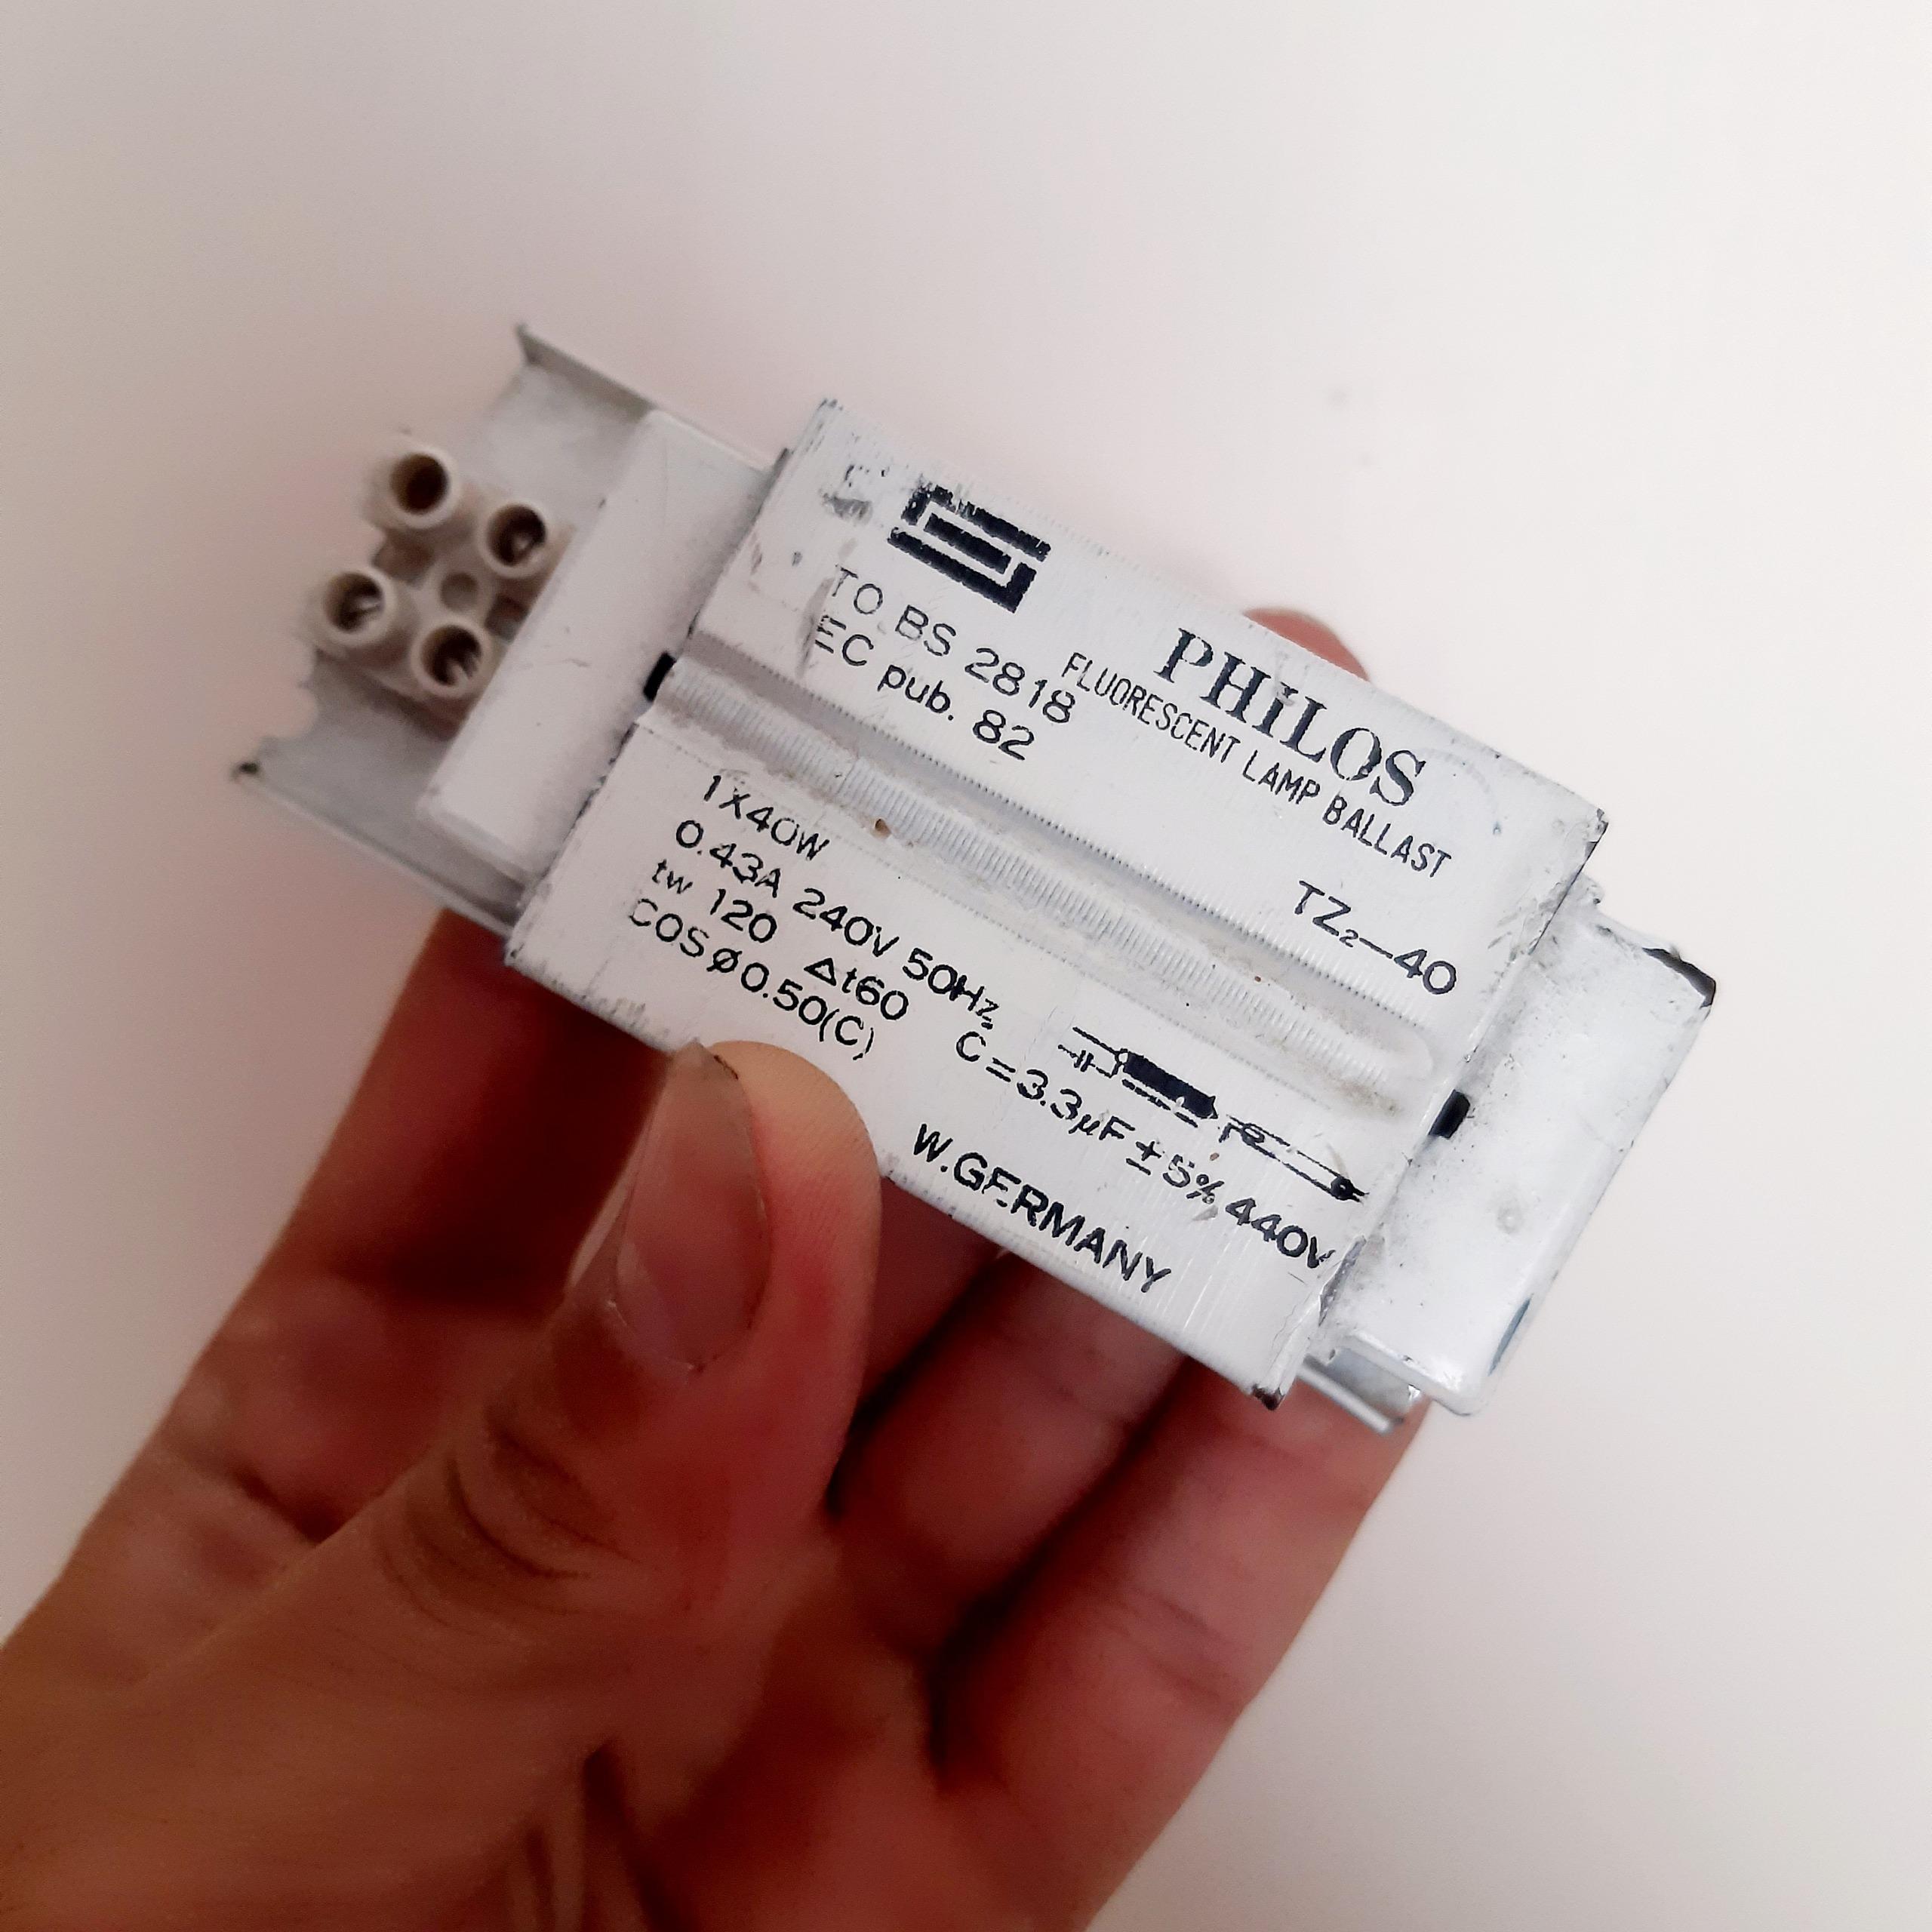 TO BS 2818
EC pub. 82
PHiLOS
FLUORESCENT LAMP BALLAST
TZ₂—40
1X40W
0.43A 240V 50Hz
tw 120 Δt60
COSø0.50(C)
C=3.3µF±5% 440V
W.GERMANY